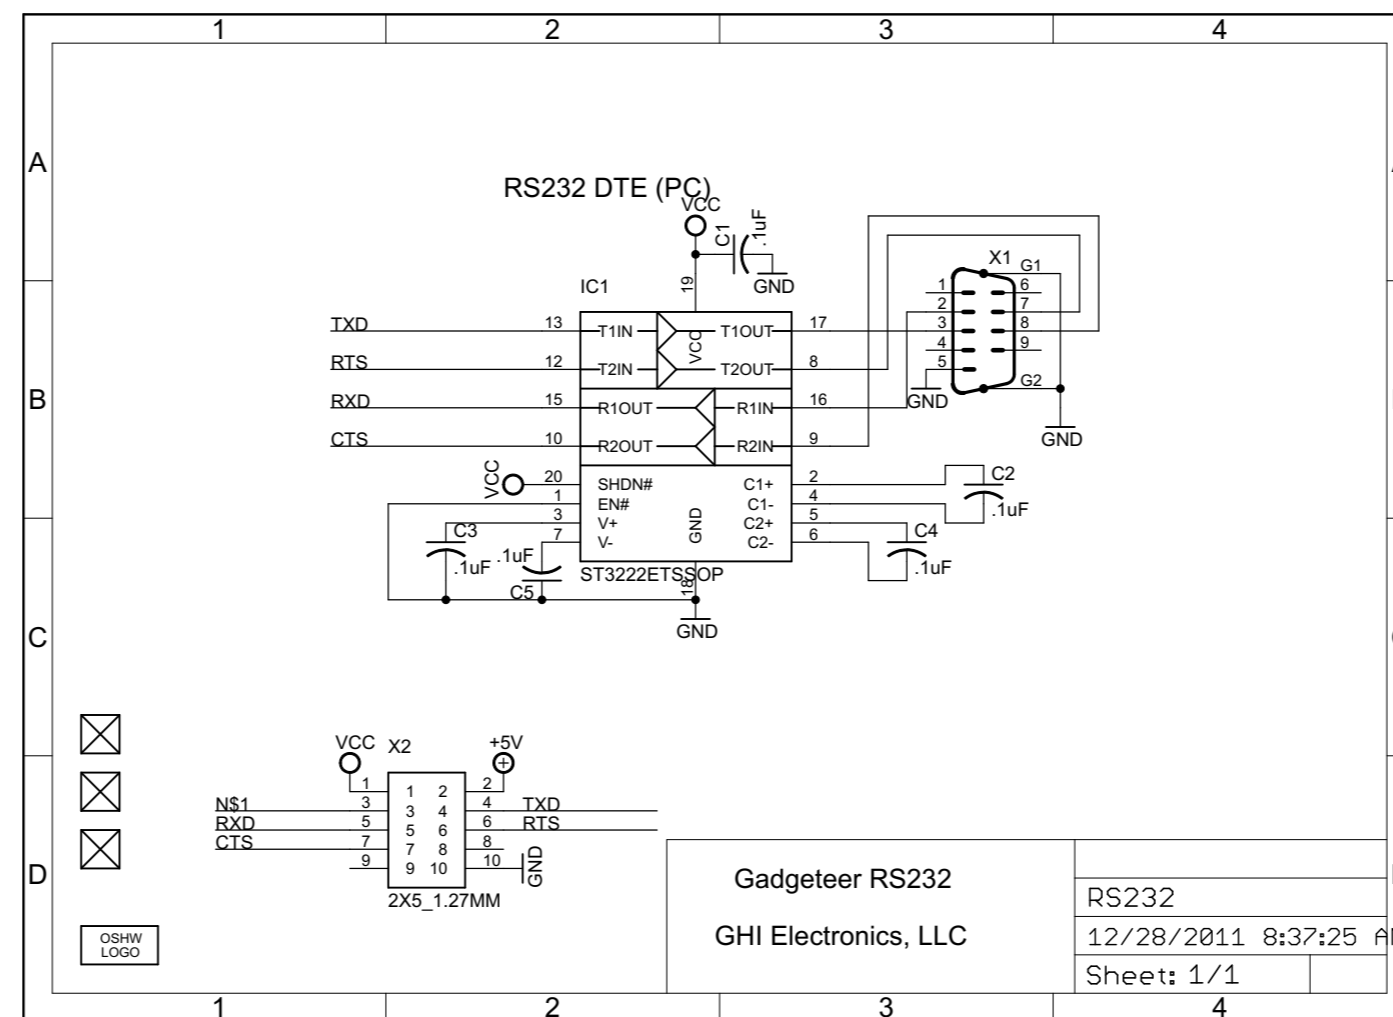 1 2 3 4
A
RS232 DTE (PC)
VCC
C1 .1uF
GND
19
IC1
X1 G1
1 6
2 7
3 8
4 9
5
G2
GND
GND
B
TXD 13 T1IN T1OUT 17
VCC
RTS 12 T2IN T2OUT 8
RXD 15 R1OUT R1IN 16
CTS 10 R2OUT R2IN 9
VCC 20 SHDN# C1+ 2
1 EN# C1- 4
3 V+ C2+ 5
7 V- C2- 6
GND
C2 .1uF
C3 .1uF
.1uF C5
C4 .1uF
ST3222ETSSOP
18
GND
C
VCC X2 +5V
1 1 2 2
N$1 3 3 4 4 TXD
RXD 5 5 6 6 RTS
CTS 7 7 8 8
9 9 10 10 GND
2X5_1.27MM
D
OSHW
LOGO
Gadgeteer RS232
GHI Electronics, LLC
RS232
12/28/2011 8:37:25
Sheet: 1/1
1 2 3 4